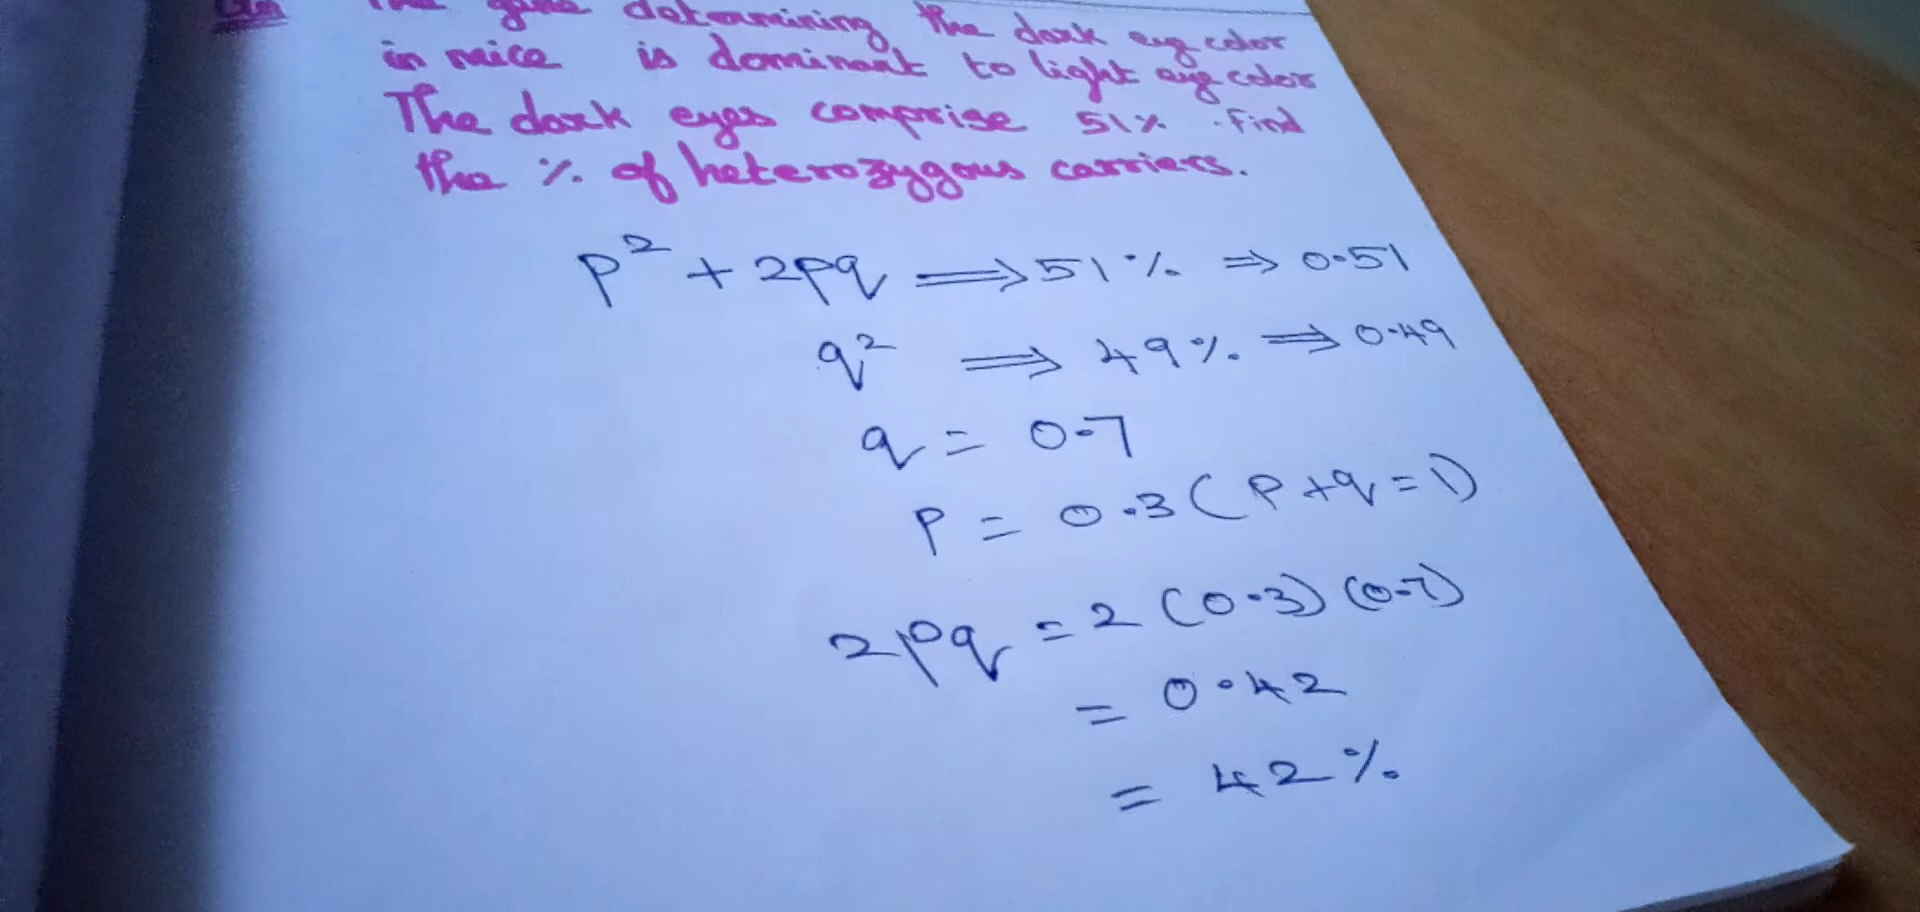 The gene determining the dark eye color
in mice is dominant to light eye color
The dark eyes comprise 51% . Find
the % of heterozygous carriers.
p² + 2pq ⟹ 51% ⟹ 0.51
q² ⟹ 49% ⟹ 0.49
q = 0.7
P = 0.3 (P+q=1)
2pq = 2 (0.3) (0.7)
= 0.42
= 42%